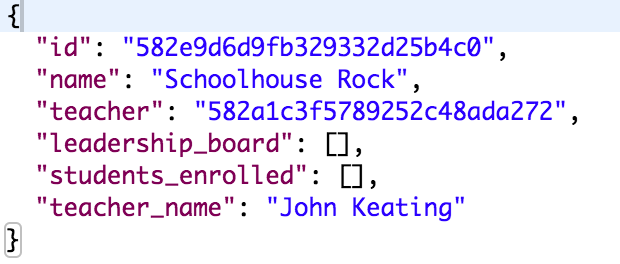 {
"id": "582e9d6d9fb329332d25b4c0",
"name": "Schoolhouse Rock",
"teacher": "582a1c3f5789252c48ada272",
"leadership_board": [],
"students_enrolled": [],
"teacher_name": "John Keating"
}